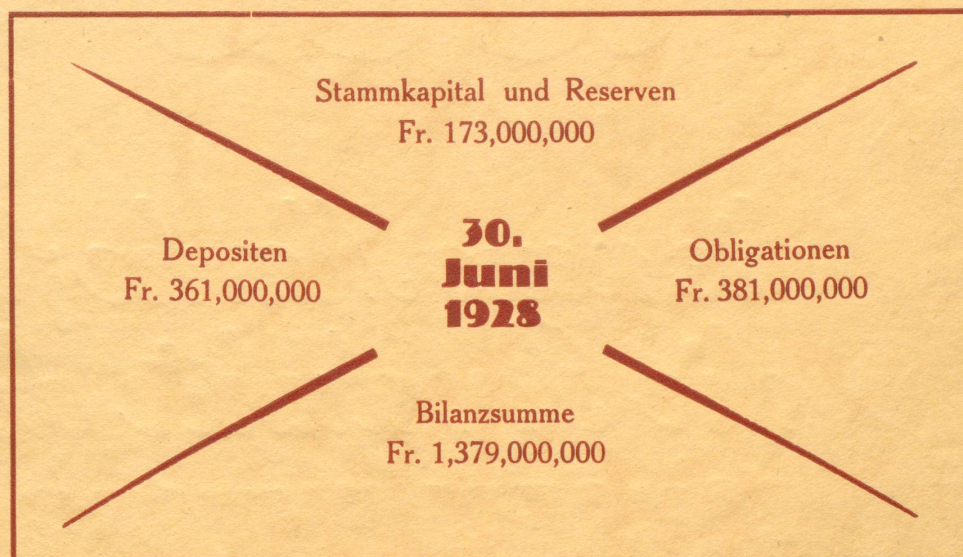 Stammkapital und Reserven
Fr. 173,000,000
Depositen
Fr. 361,000,000
30.
Juni
1928
Obligationen
Fr. 381,000,000
Bilanzsumme
Fr. 1,379,000,000